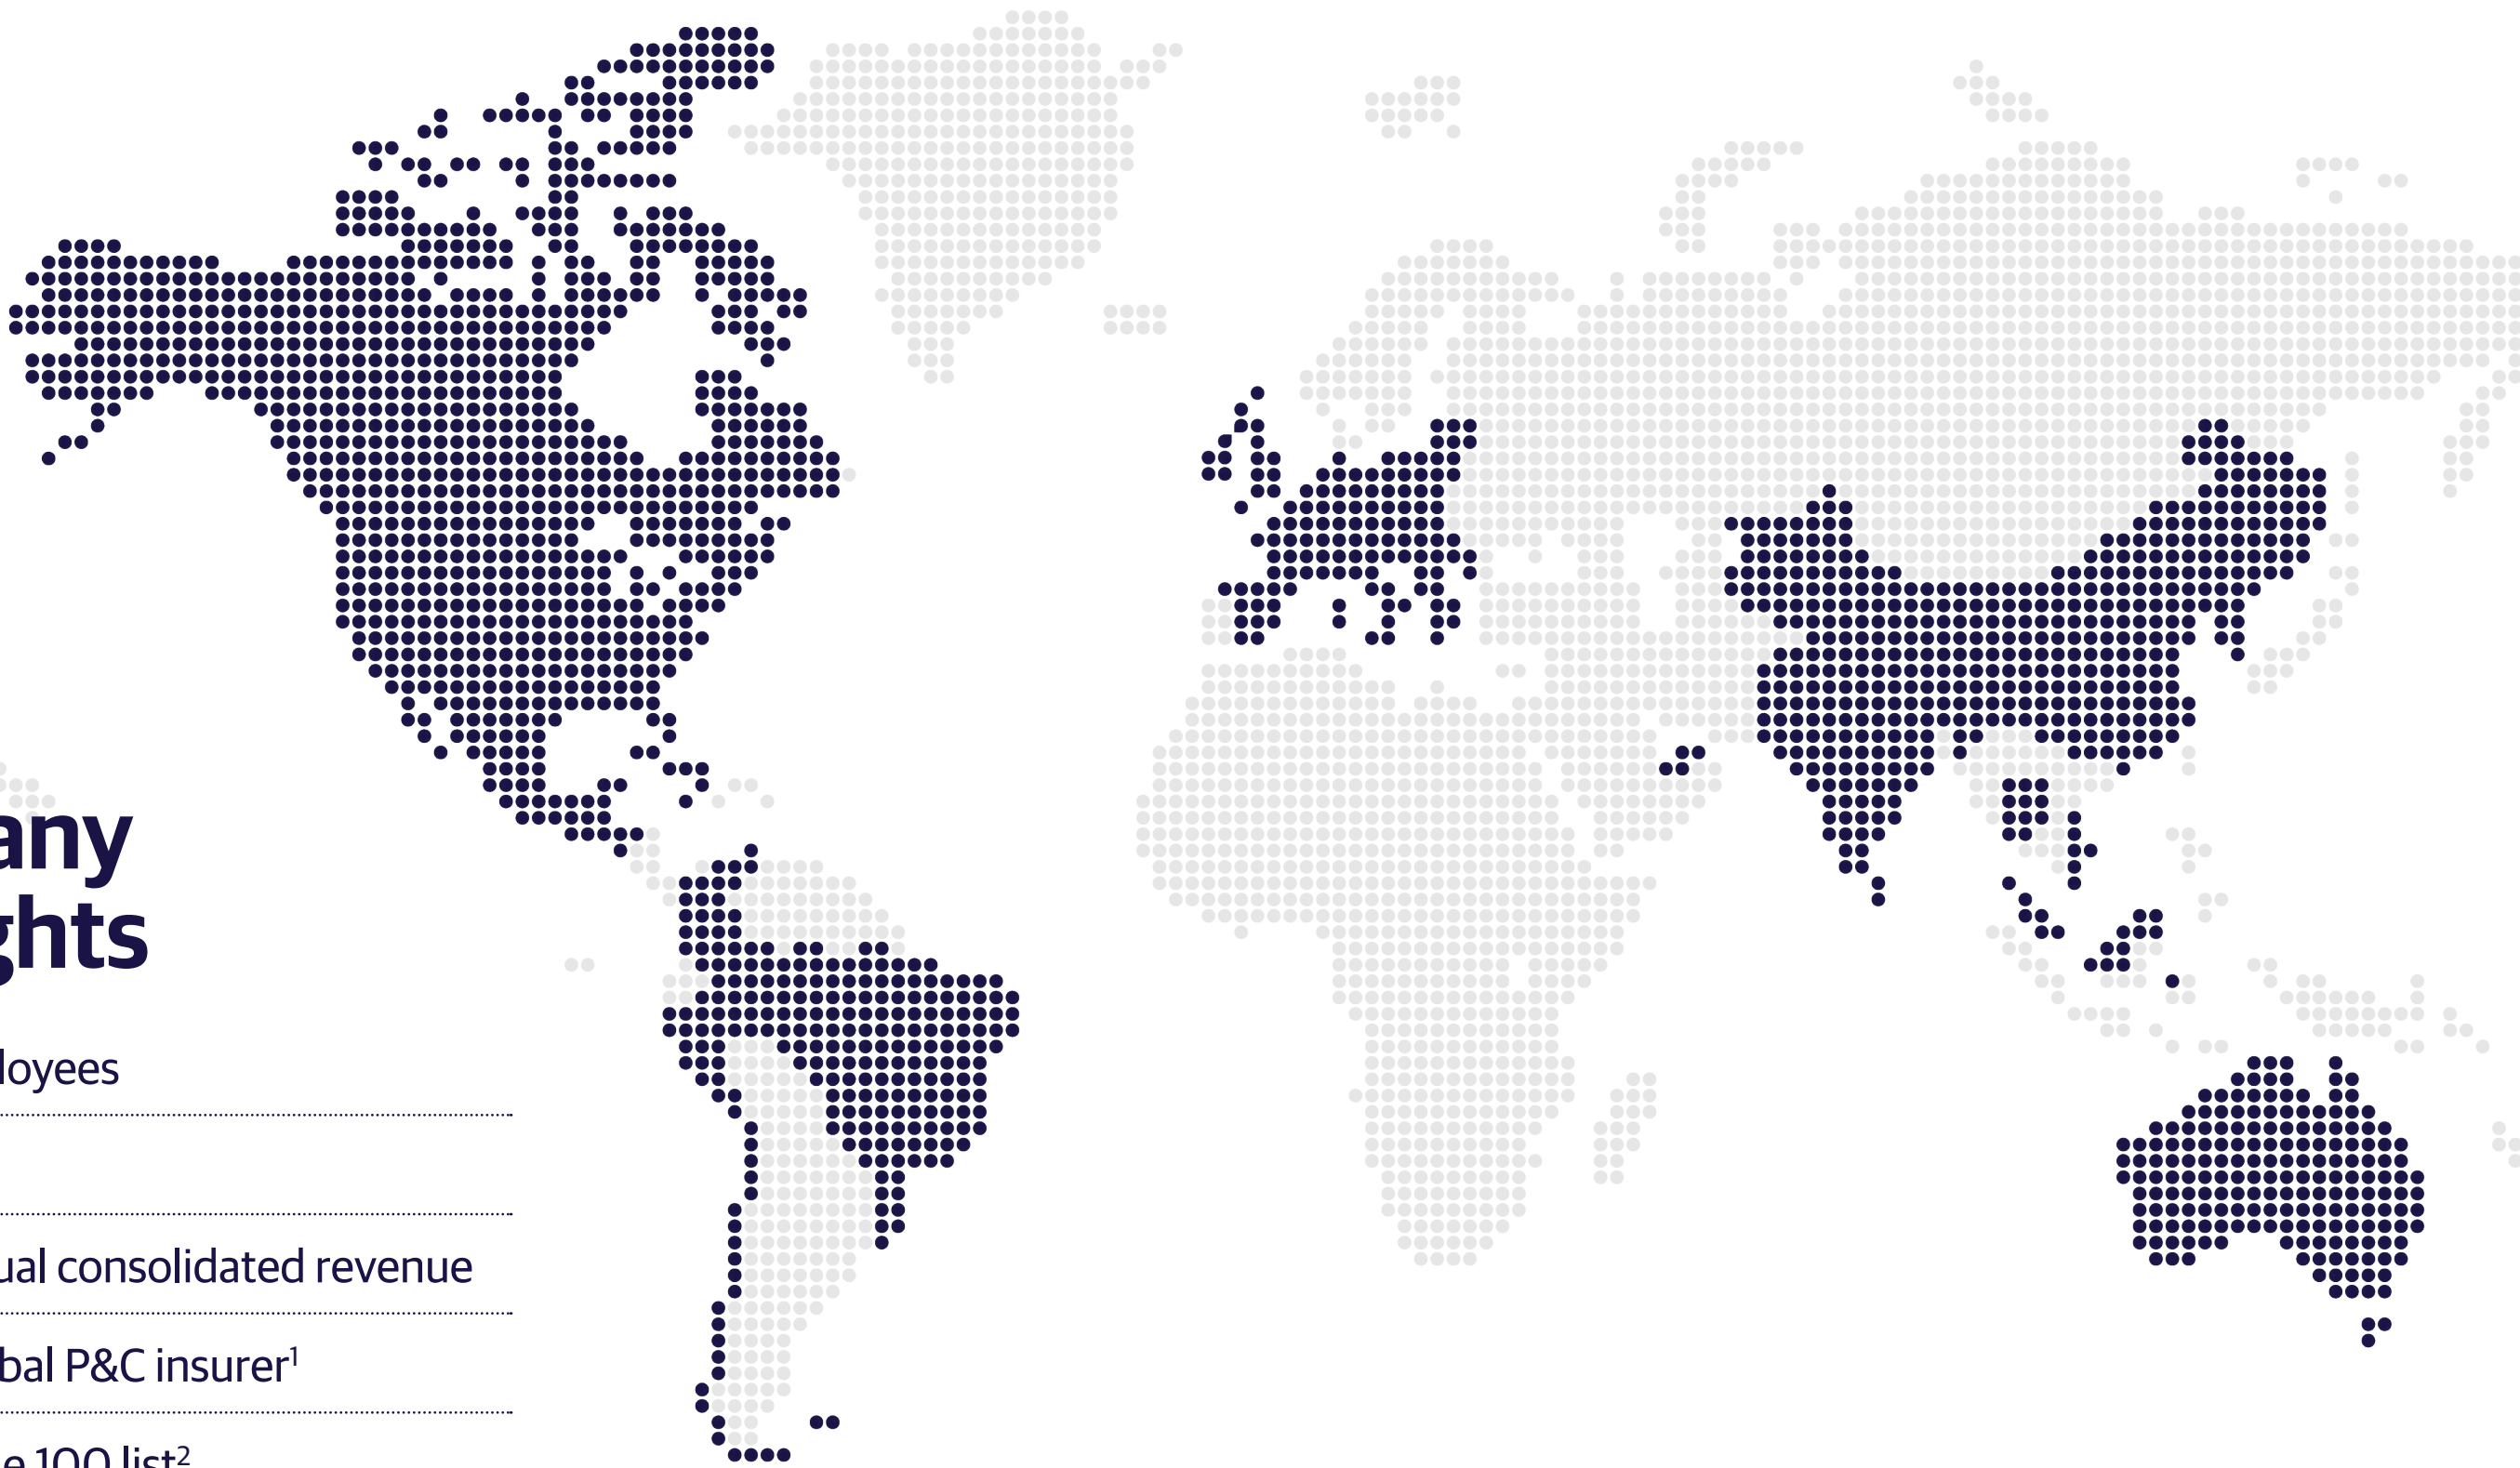 any
ghts
loyees
ual consolidated revenue
bal P&C insurer1
e 100 list2